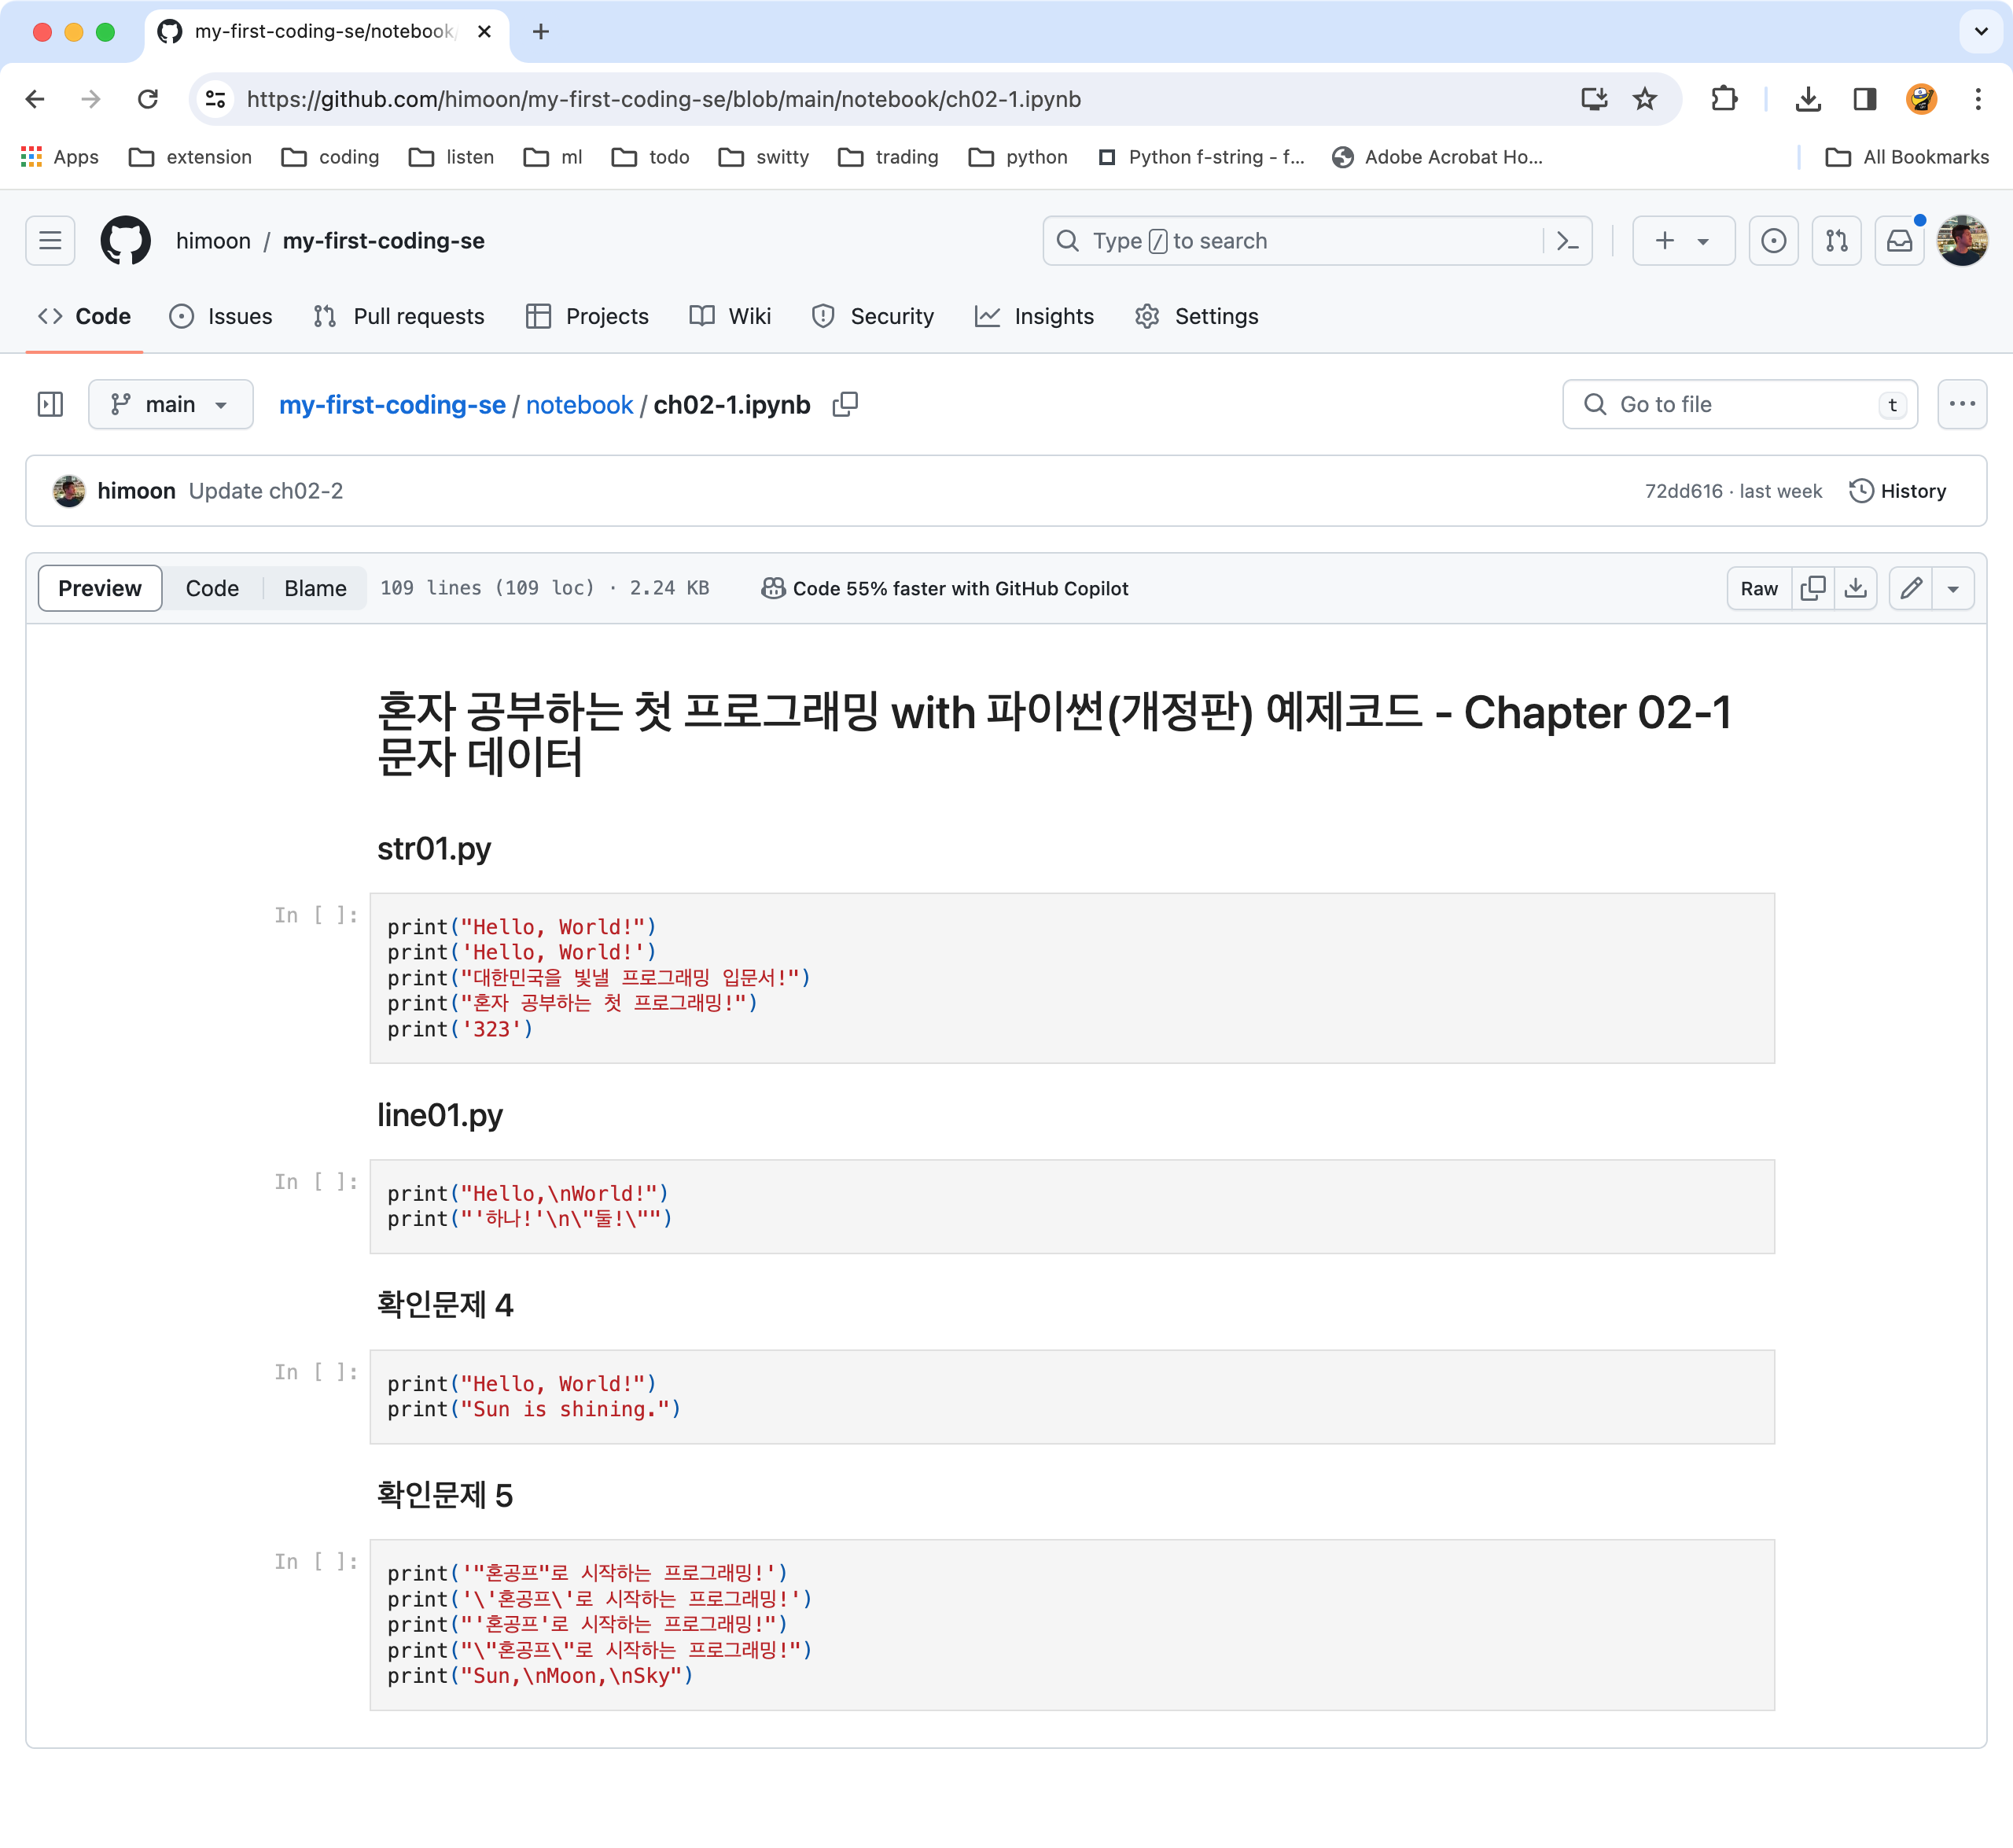 my-first-coding-se/notebook/
https://github.com/himoon/my-first-coding-se/blob/main/notebook/ch02-1.ipynb
Apps extension coding listen ml todo switty trading python Python f-string - f... Adobe Acrobat Ho... All Bookmarks
himoon / my-first-coding-se Type / to search
Code Issues Pull requests Projects Wiki Security Insights Settings
main my-first-coding-se / notebook / ch02-1.ipynb Go to file t
himoon Update ch02-2 72dd616 · last week History
Preview Code Blame 109 lines (109 loc) · 2.24 KB Code 55% faster with GitHub Copilot Raw
혼자 공부하는 첫 프로그래밍 with 파이썬(개정판) 예제코드 - Chapter 02-1
문자 데이터
str01.py
In [ ]: print("Hello, World!")
print('Hello, World!')
print("대한민국을 빛낼 프로그래밍 입문서!")
print("혼자 공부하는 첫 프로그래밍!")
print('323')
line01.py
In [ ]: print("Hello,\nWorld!")
print("'하나!'\n\"둘!\"")
확인문제 4
In [ ]: print("Hello, World!")
print("Sun is shining.")
확인문제 5
In [ ]: print('"혼공프"로 시작하는 프로그래밍!')
print('\'혼공프\'로 시작하는 프로그래밍!')
print("'혼공프'로 시작하는 프로그래밍!")
print("\"혼공프\"로 시작하는 프로그래밍!")
print("Sun,\nMoon,\nSky")